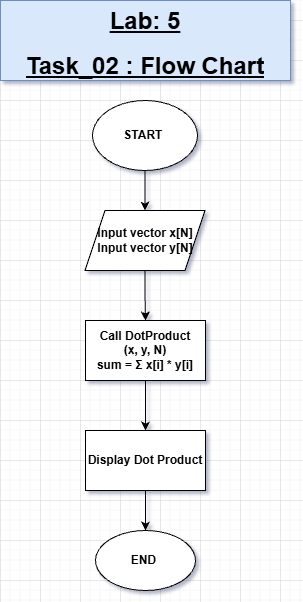 Lab: 5
Task_02 : Flow Chart
START
Input vector x[N]
Input vector y[N]
Call DotProduct
(x, y, N)
sum = Σ x[i] * y[i]
Display Dot Product
END